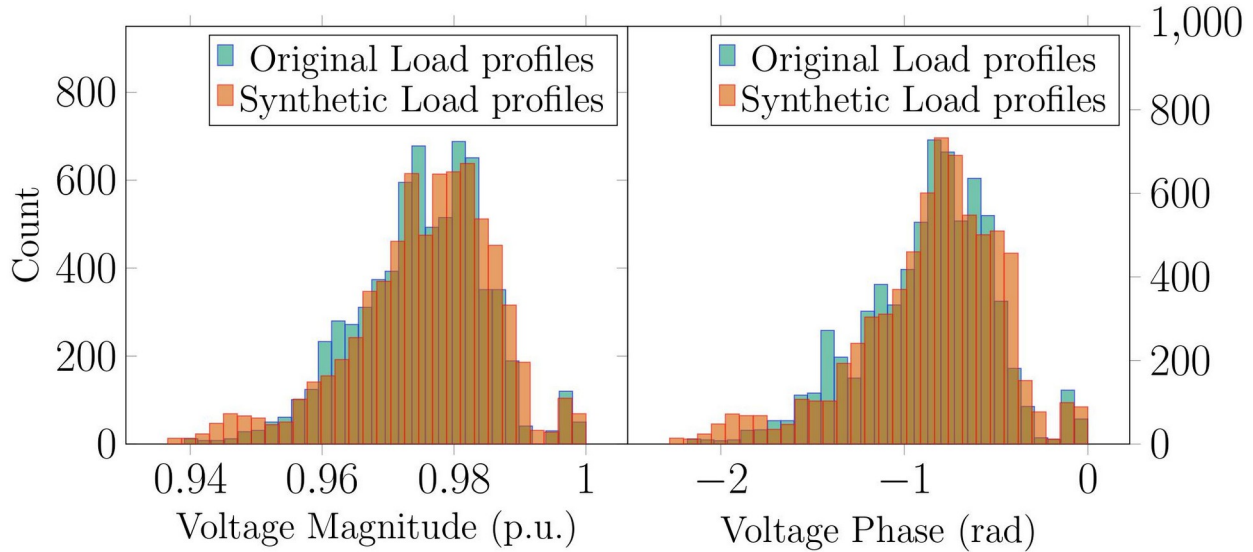 Original Load profiles
Synthetic Load profiles
Original Load profiles
Synthetic Load profiles
Count
800
600
400
200
0
1,000
800
600
400
200
0
0.94 0.96 0.98 1
−2 −1 0
Voltage Magnitude (p.u.)
Voltage Phase (rad)